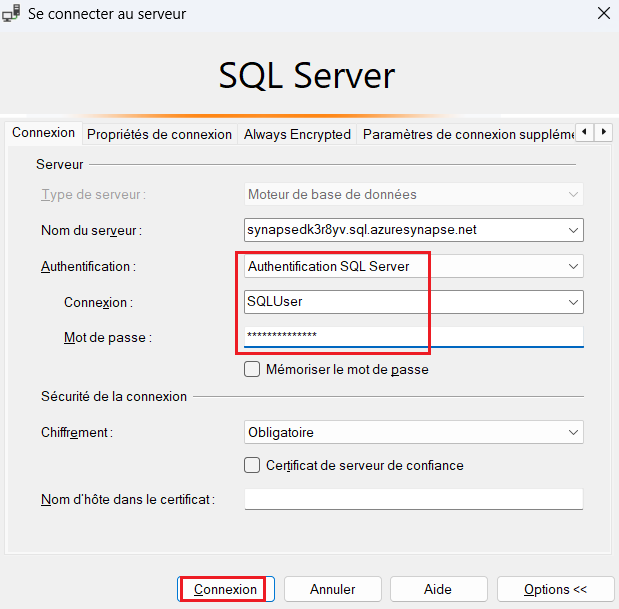 Se connecter au serveur
SQL Server
Connexion Propriétés de connexion Always Encrypted Paramètres de connexion supplém
Serveur
Type de serveur : Moteur de base de données
Nom du serveur : synapsedk3r8yv.sql.azuresynapse.net
Authentification : Authentification SQL Server
Connexion : SQLUser
Mot de passe : **************
Mémoriser le mot de passe
Sécurité de la connexion
Chiffrement : Obligatoire
Certificat de serveur de confiance
Nom d'hôte dans le certificat :
Connexion Annuler Aide Options <<